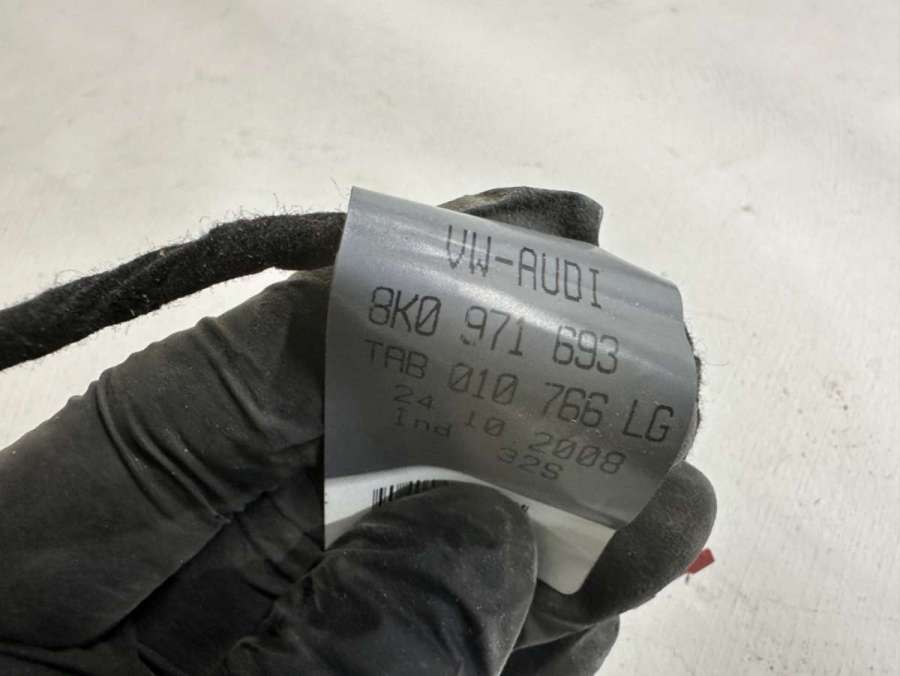 VW-AUDI
8K0 971 693
TAB 010 766 LG
24.10.2008
Ind 32S